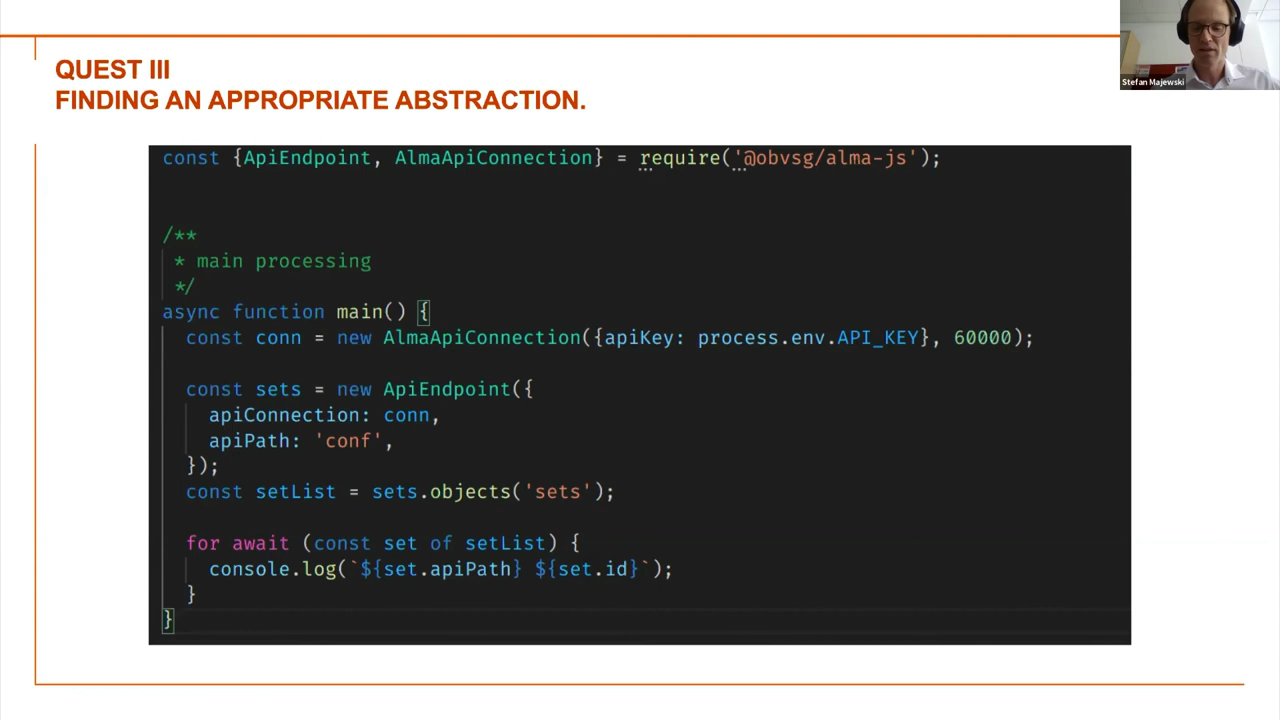 QUEST III
FINDING AN APPROPRIATE ABSTRACTION.
Stefan Majewski
const {ApiEndpoint, AlmaApiConnection} = require('@obvsg/alma-js');
/**
* main processing
*/
async function main() {
const conn = new AlmaApiConnection({apiKey: process.env.API_KEY}, 60000);
const sets = new ApiEndpoint({
apiConnection: conn,
apiPath: 'conf',
});
const setList = sets.objects('sets');
for await (const set of setList) {
console.log(`${set.apiPath} ${set.id}`);
}
}